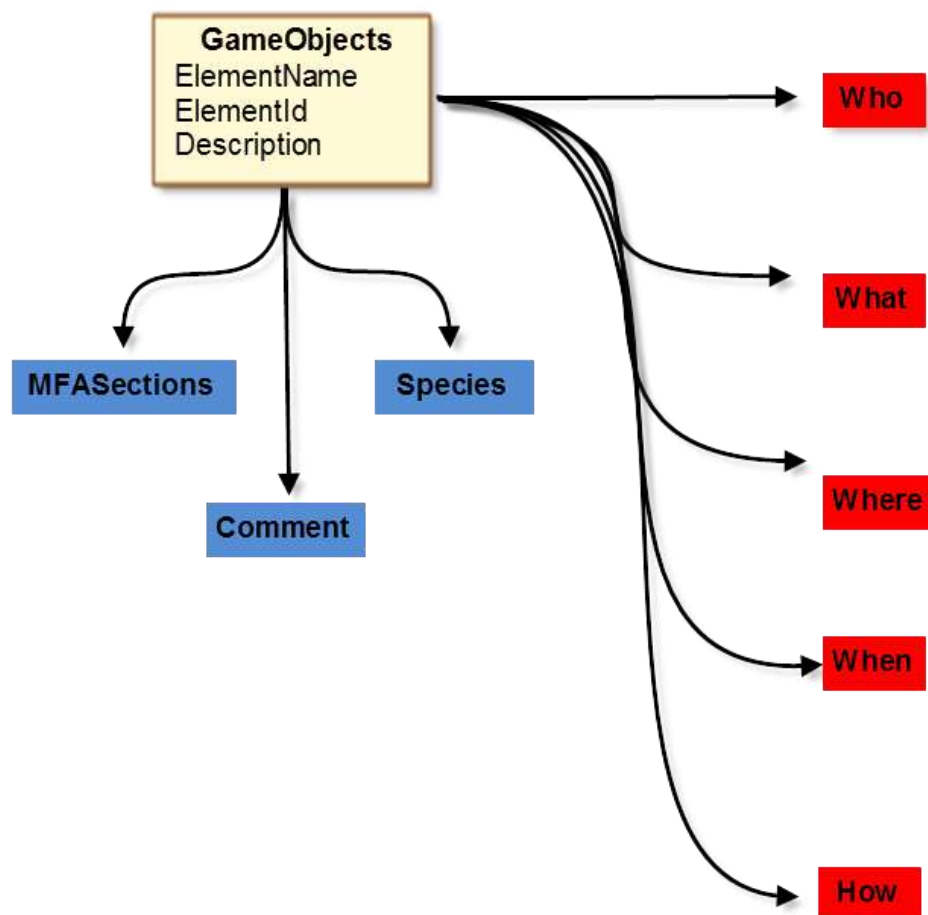 GameObjects
ElementName
ElementId
Description
Who
What
MFASections
Species
Where
Comment
When
How